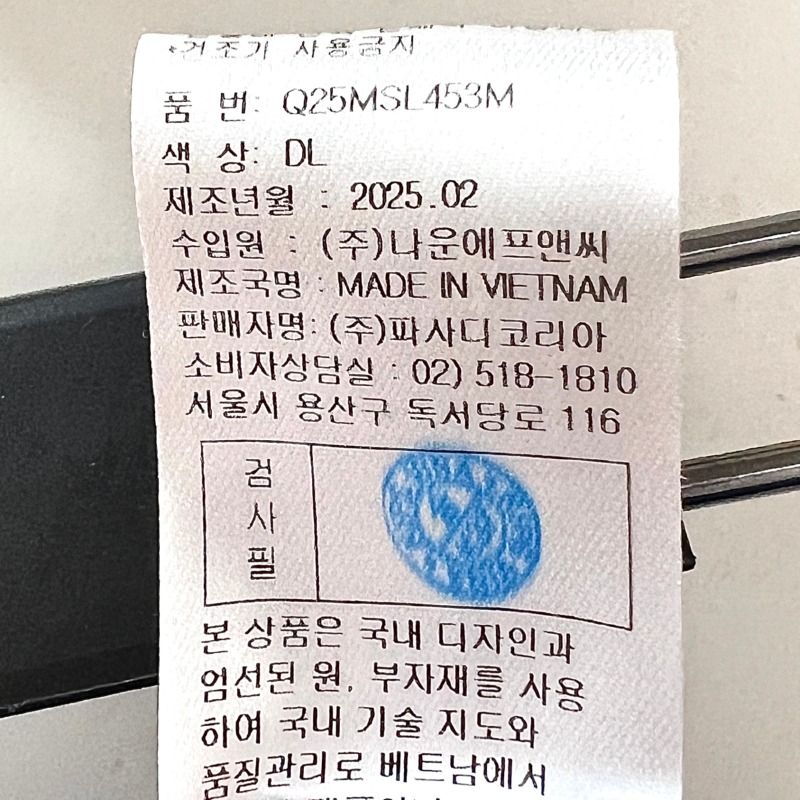 *건조기 사용금지
품 번: Q25MSL453M
색 상: DL
제조년월 : 2025.02
수입원 : (주)나운에프앤씨
제조국명 : MADE IN VIETNAM
판매자명: (주)파사디코리아
소비자상담실 : 02) 518-1810
서울시 용산구 독서당로 116
검
사
필
본 상품은 국내 디자인과
엄선된 원, 부자재를 사용
하여 국내 기술 지도와
품질관리로 베트남에서